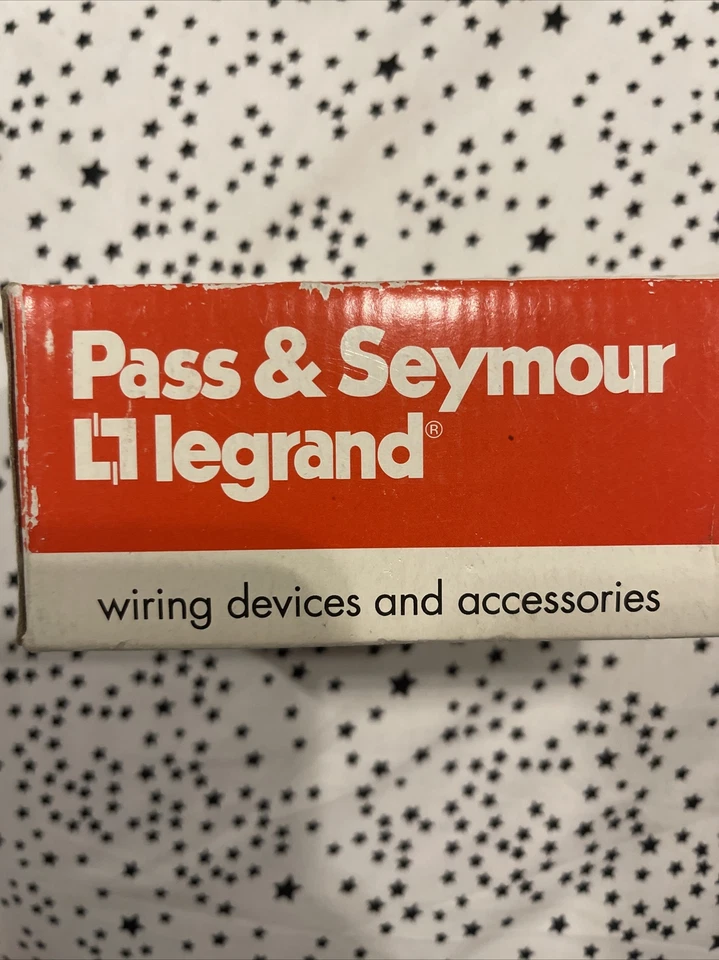 Pass & Seymour
legrand®
wiring devices and accessories